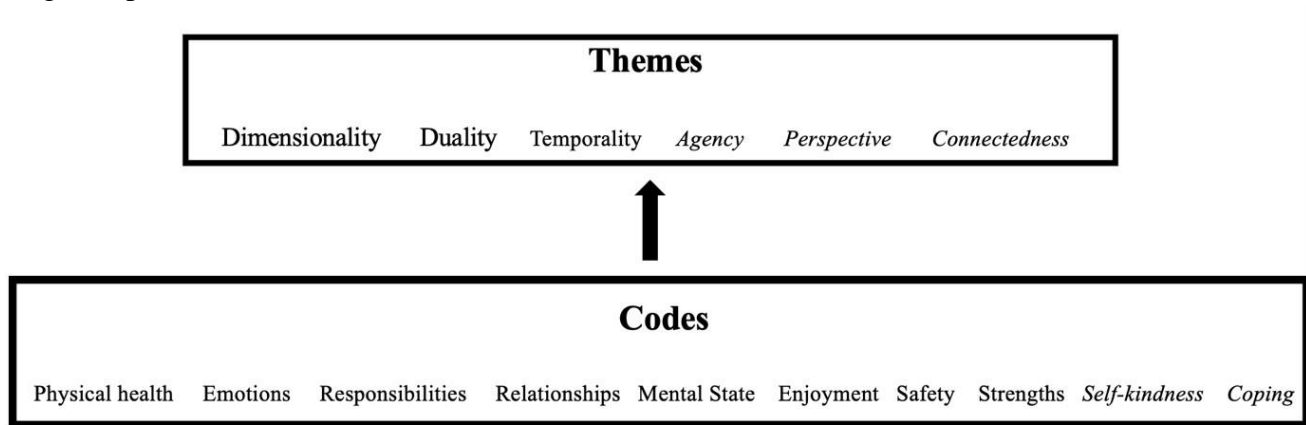 Themes
Dimensionality Duality Temporality Agency Perspective Connectedness
Codes
Physical health Emotions Responsibilities Relationships Mental State Enjoyment Safety Strengths Self-kindness Coping